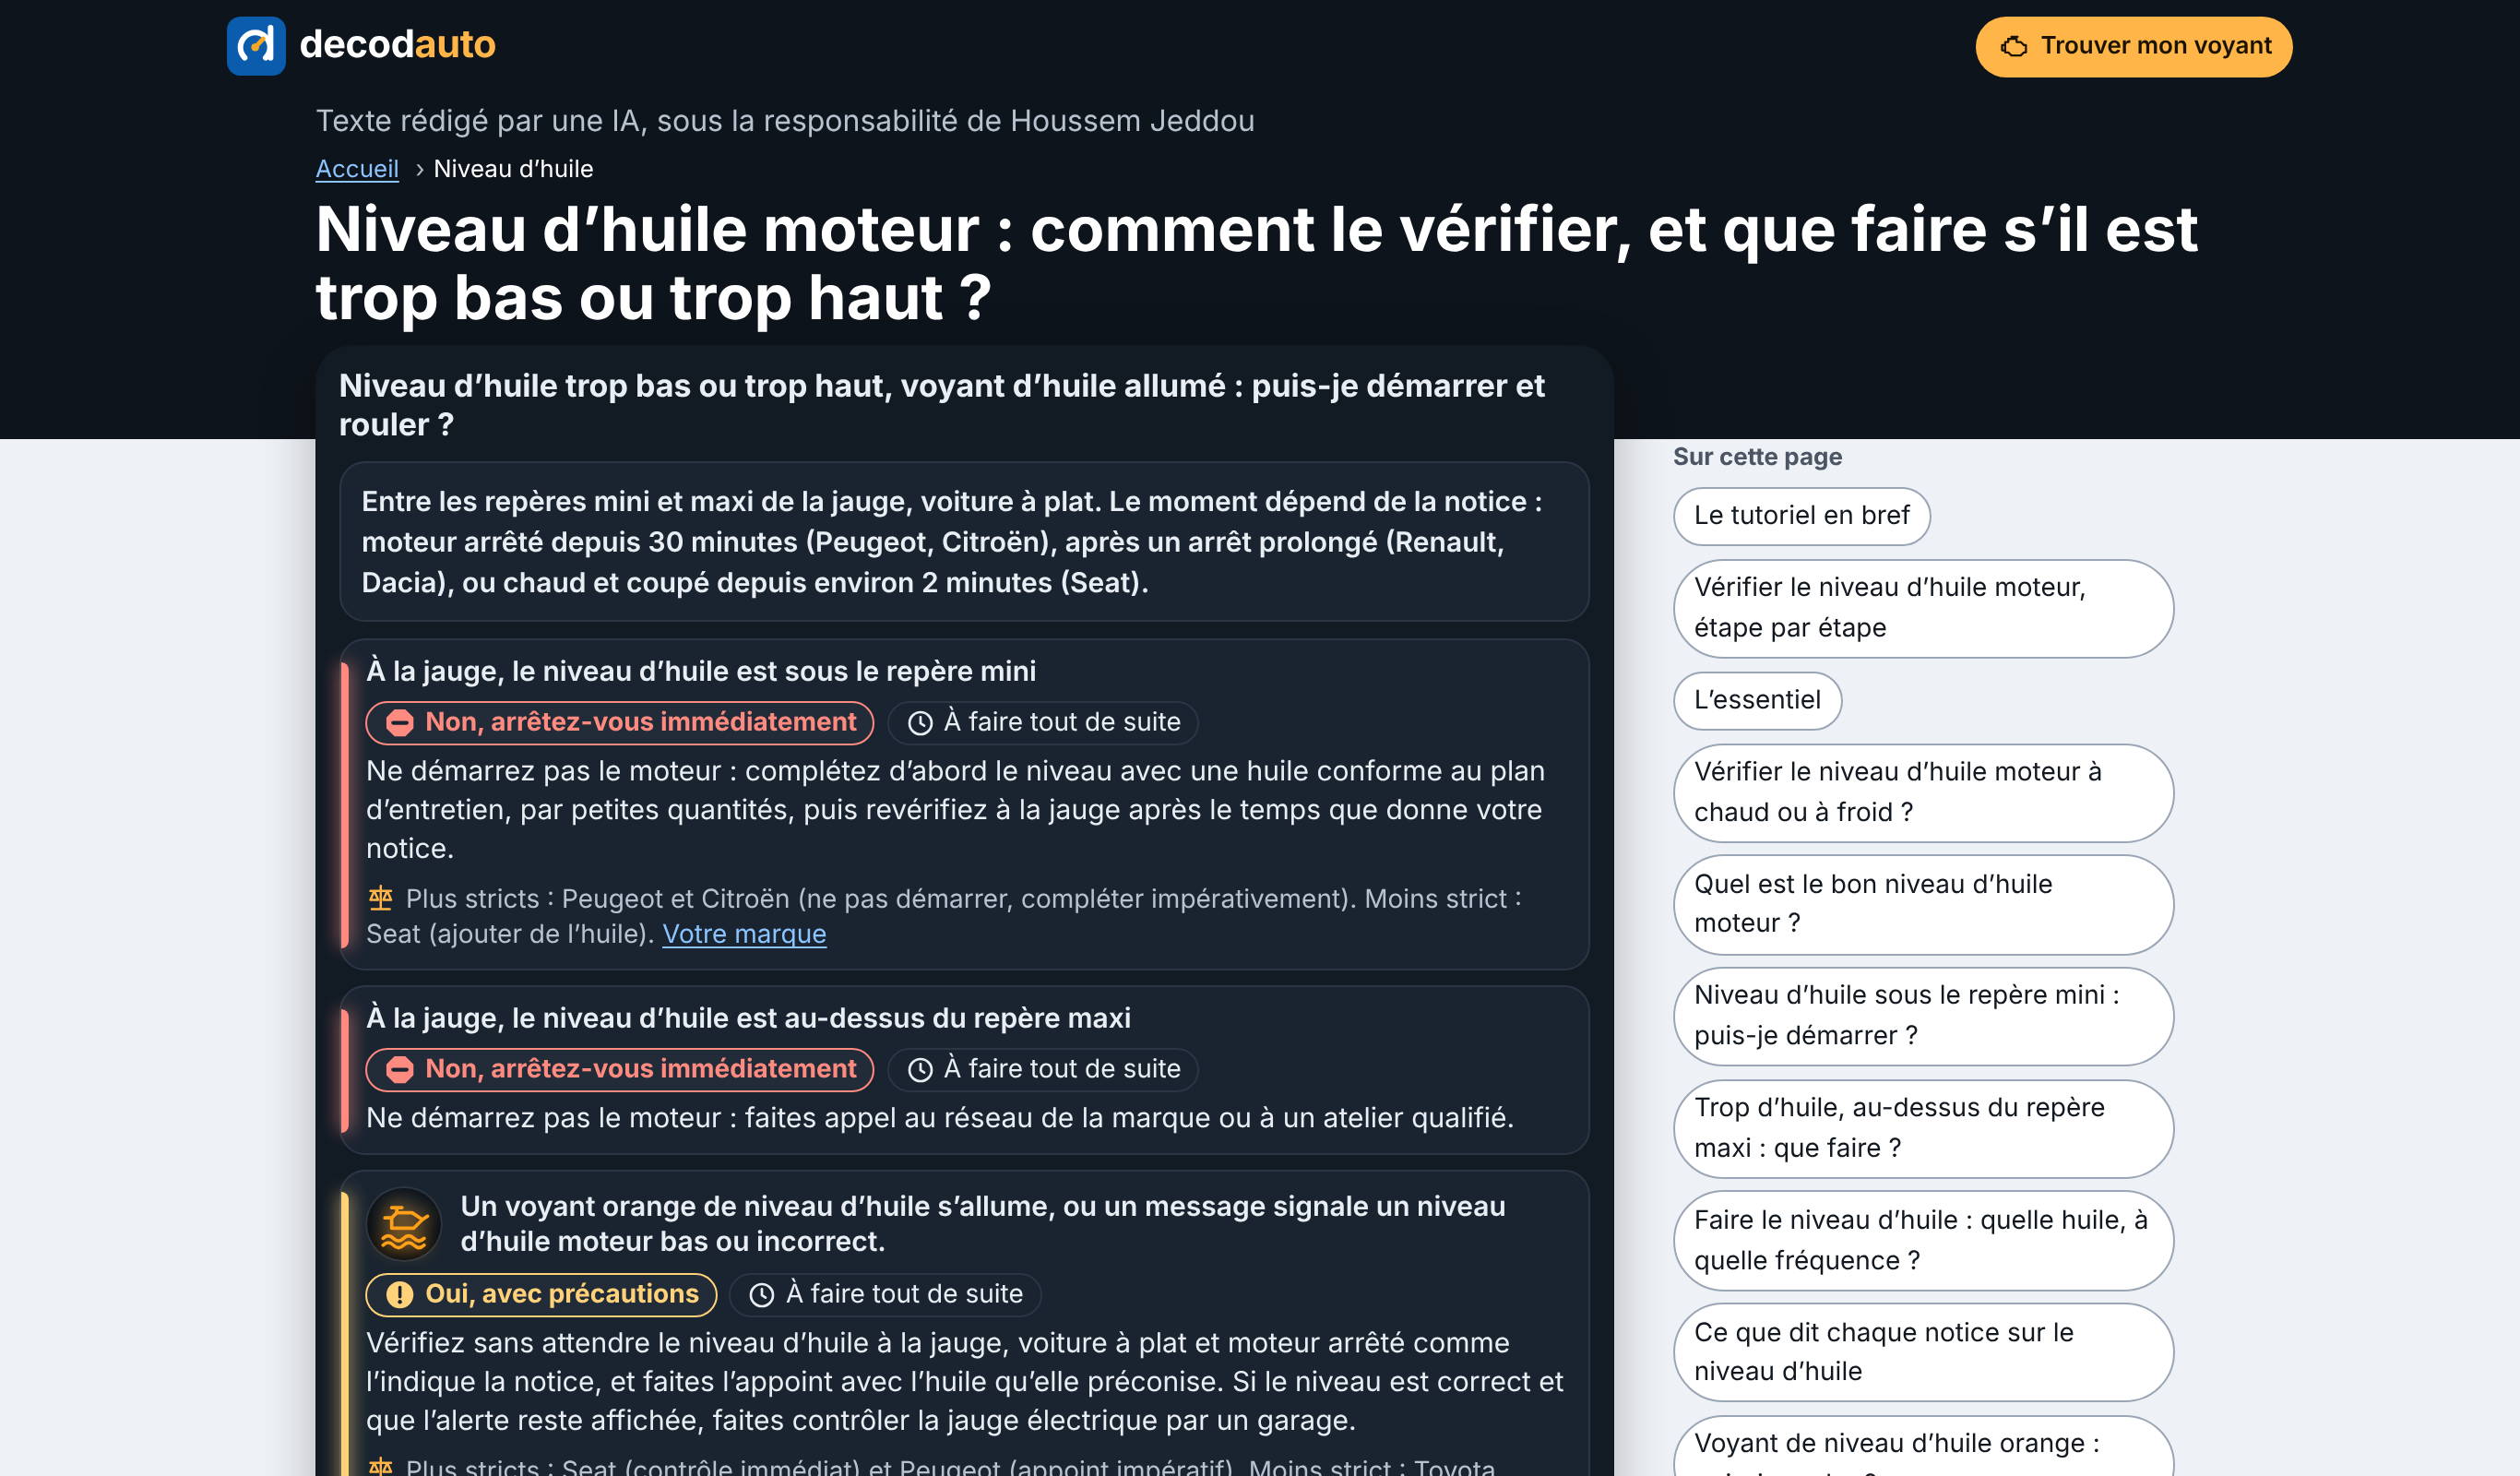 decodauto
Trouver mon voyant
Texte rédigé par une IA, sous la responsabilité de Houssem Jeddou
Accueil › Niveau d’huile
Niveau d’huile moteur : comment le vérifier, et que faire s’il est
trop bas ou trop haut ?
Niveau d’huile trop bas ou trop haut, voyant d’huile allumé : puis-je démarrer et
rouler ?
Entre les repères mini et maxi de la jauge, voiture à plat. Le moment dépend de la notice :
moteur arrêté depuis 30 minutes (Peugeot, Citroën), après un arrêt prolongé (Renault,
Dacia), ou chaud et coupé depuis environ 2 minutes (Seat).
À la jauge, le niveau d’huile est sous le repère mini
Non, arrêtez-vous immédiatement
À faire tout de suite
Ne démarrez pas le moteur : complétez d’abord le niveau avec une huile conforme au plan
d’entretien, par petites quantités, puis revérifiez à la jauge après le temps que donne votre
notice.
Plus stricts : Peugeot et Citroën (ne pas démarrer, compléter impérativement). Moins strict :
Seat (ajouter de l’huile). Votre marque
À la jauge, le niveau d’huile est au-dessus du repère maxi
Non, arrêtez-vous immédiatement
À faire tout de suite
Ne démarrez pas le moteur : faites appel au réseau de la marque ou à un atelier qualifié.
Un voyant orange de niveau d’huile s’allume, ou un message signale un niveau
d’huile moteur bas ou incorrect.
Oui, avec précautions
À faire tout de suite
Vérifiez sans attendre le niveau d’huile à la jauge, voiture à plat et moteur arrêté comme
l’indique la notice, et faites l’appoint avec l’huile qu’elle préconise. Si le niveau est correct et
que l’alerte reste affichée, faites contrôler la jauge électrique par un garage.
Plus stricts : Seat (contrôle immédiat) et Peugeot (appoint impératif). Moins strict : Toyota
Sur cette page
Le tutoriel en bref
Vérifier le niveau d’huile moteur,
étape par étape
L’essentiel
Vérifier le niveau d’huile moteur à
chaud ou à froid ?
Quel est le bon niveau d’huile
moteur ?
Niveau d’huile sous le repère mini :
puis-je démarrer ?
Trop d’huile, au-dessus du repère
maxi : que faire ?
Faire le niveau d’huile : quelle huile, à
quelle fréquence ?
Ce que dit chaque notice sur le
niveau d’huile
Voyant de niveau d’huile orange :